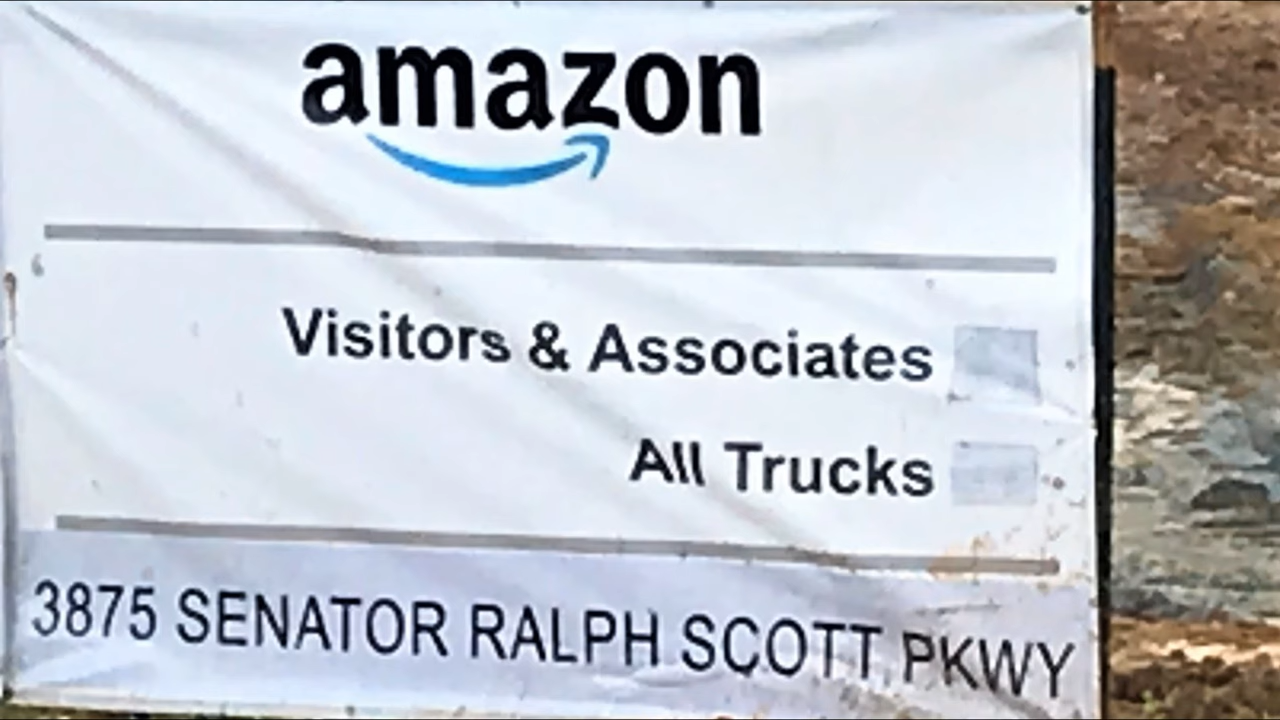 amazon
Visitors & Associates
All Trucks
3875 SENATOR RALPH SCOTT PKWY